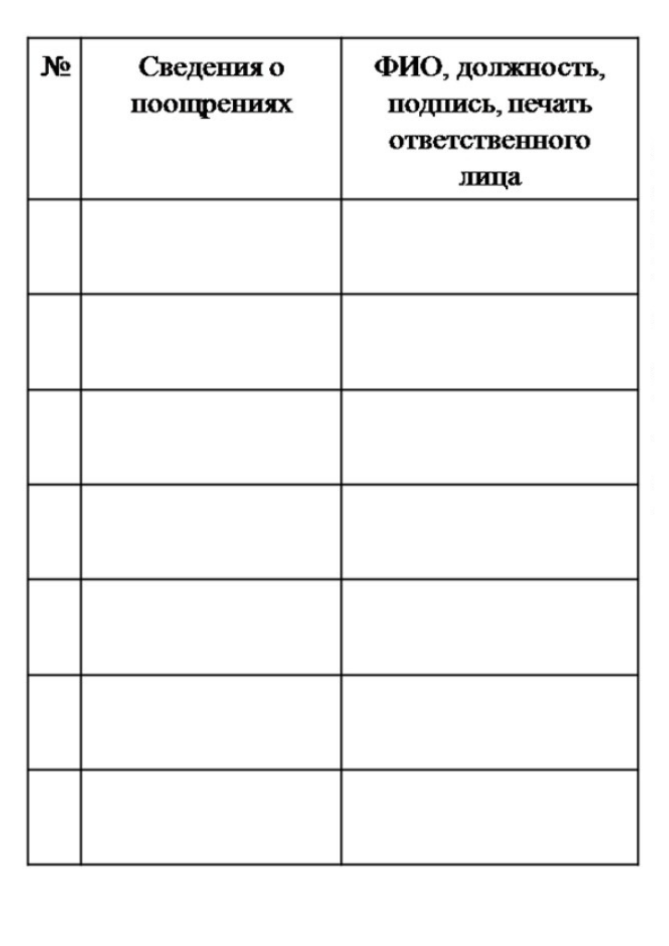 №
Сведения о
поощрениях
ФИО, должность,
подпись, печать
ответственного
лица